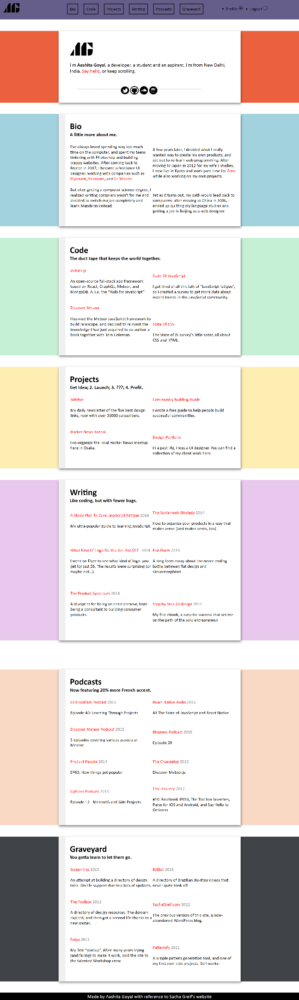 AG
Bio
Code
Projects
Writing
Podcasts
Graveyard
• Profile
• Logout
AG
I'm Aashita Goyal, a developer, a student and an aspirant. I'm from New Delhi,
India. Say hello, or keep scrolling.
Bio
A little more about me.
I've always loved spending way too much
time on the computer, and spent my teens
tinkering with Photoshop and building
crappy websites. After coming back to
France in 2007, I became a freelance UI
designer, working with companies such as
Hipmunk, Intercom, and Le Monde.
A few years later, I decided what I really
wanted was to create my own products, and
set out to re-learn web programming. After
moving to Japan in 2012 for my wife's studies,
I now live in Kyoto and work part-time for Zens
while also working on my own projects.
But after getting a computer science degree, I
realized writing compilers wasn't for me and
decided to switch majors completely and
learn Mandarin instead.
Yet as it turns out, my path would lead back to
computers: after moving to China in 2006, I
ended up quitting my language studies and
getting a job in Beijing as a web designer.
Code
The duct tape that keeps the world together.
Vulcan.js
An open-source full-stack app framework
based on React, GraphQL, Meteor, and
MongoDB. A.k.a. the “Rails for JavaScript”.
State Of JavaScript
I got tired of all this talk of “JavaScript fatigue”,
so I created a survey to get more data about
recent trends in the JavaScript community.
Discover Meteor
I learned the Meteor JavaScript framework to
build Telescope, and decided to reinvest the
knowledge I had just acquired to co-author a
book together with Tom Coleman.
State Of CSS
The State of JS survey's little sister, all about
CSS and HTML.
Projects
Get Idea; 2. Launch; 3. ???; 4. Profit.
Sidebar
My daily newsletter of the five best design
links, now with over 35000 subscribers.
Community Building Guide
I wrote a free guide to help people build
successful communities.
Hacker News Kansai
I co-organize the local Hacker News meetup
here in Osaka.
Design Portfolio
In a past life, I was a UI designer. You can find a
collection of my client work here.
Writing
Like coding, but with fewer bugs.
A Study Plan To Cure JavaScript Fatigue 2016
My ultra-popular guide to learning JavaScript.
The Spiderweb Strategy 2014
How to organize your products in a way that
makes sense (and makes cents, too).
What Kind Of Logo Do You Get For $5? 2014
I went on Fiver to see what kind of logo you
get for just $5. The results were surprising (or
maybe not…).
Flat Pixels 2013
A long-form essay about the never-ending
battle between flat design and
skeuomorphism.
The Product Spectrum 2014
A blueprint for being an entrepreneur, from
being a consultant to building consumer
products.
Step by Step UI design 2012
My first ebook, a surprise success that set me
on the path of the solo entrepreneur.
Podcasts
Now featuring 20% more French accent.
UI Breakfast Podcast 2016
Episode 40: Learning Through Projects
React Native Radio 2016
43 The State of JavaScript and React Native
Discover Meteor Podcast 2015
5 episodes covering various aspects of
Meteor
Binpress Podcast 2015
Episode 39
Product People 2014
EP63: How things get popular
The Changelog 2013
Discover Meteor.js
Upfront Podcast 2013
Episode 12 - MeteorJS and Side Projects
The Industry 2012
#10: Facebook IPO'd, The Toolbox launches,
Parse for iOS and Android, and Say Hello to
Octicons
Graveyard
You gotta learn to let them go.
Screenings 2015
An attempt at building a directory of design
talks. On life support due to a lack of updates.
BJJBot 2015
A directory of Brazilian Jiu-Jitsu videos that
never quite took off.
The Toolbox 2012
A directory of design resources. The domain
expired, and then got a second life thanks to a
new owner.
SachaGreif.com 2012
The previous version of this site, a now-
abandoned WordPress blog.
Folyo 2011
My first “startup”. After many years trying
(and failing) to make it work, sold the site to
the talented Workshop crew.
Patternify 2011
A simple pattern generation tool, and one of
my first ever side projects. Still works!
Made by Aashita Goyal with reference to Sacha Greif's website